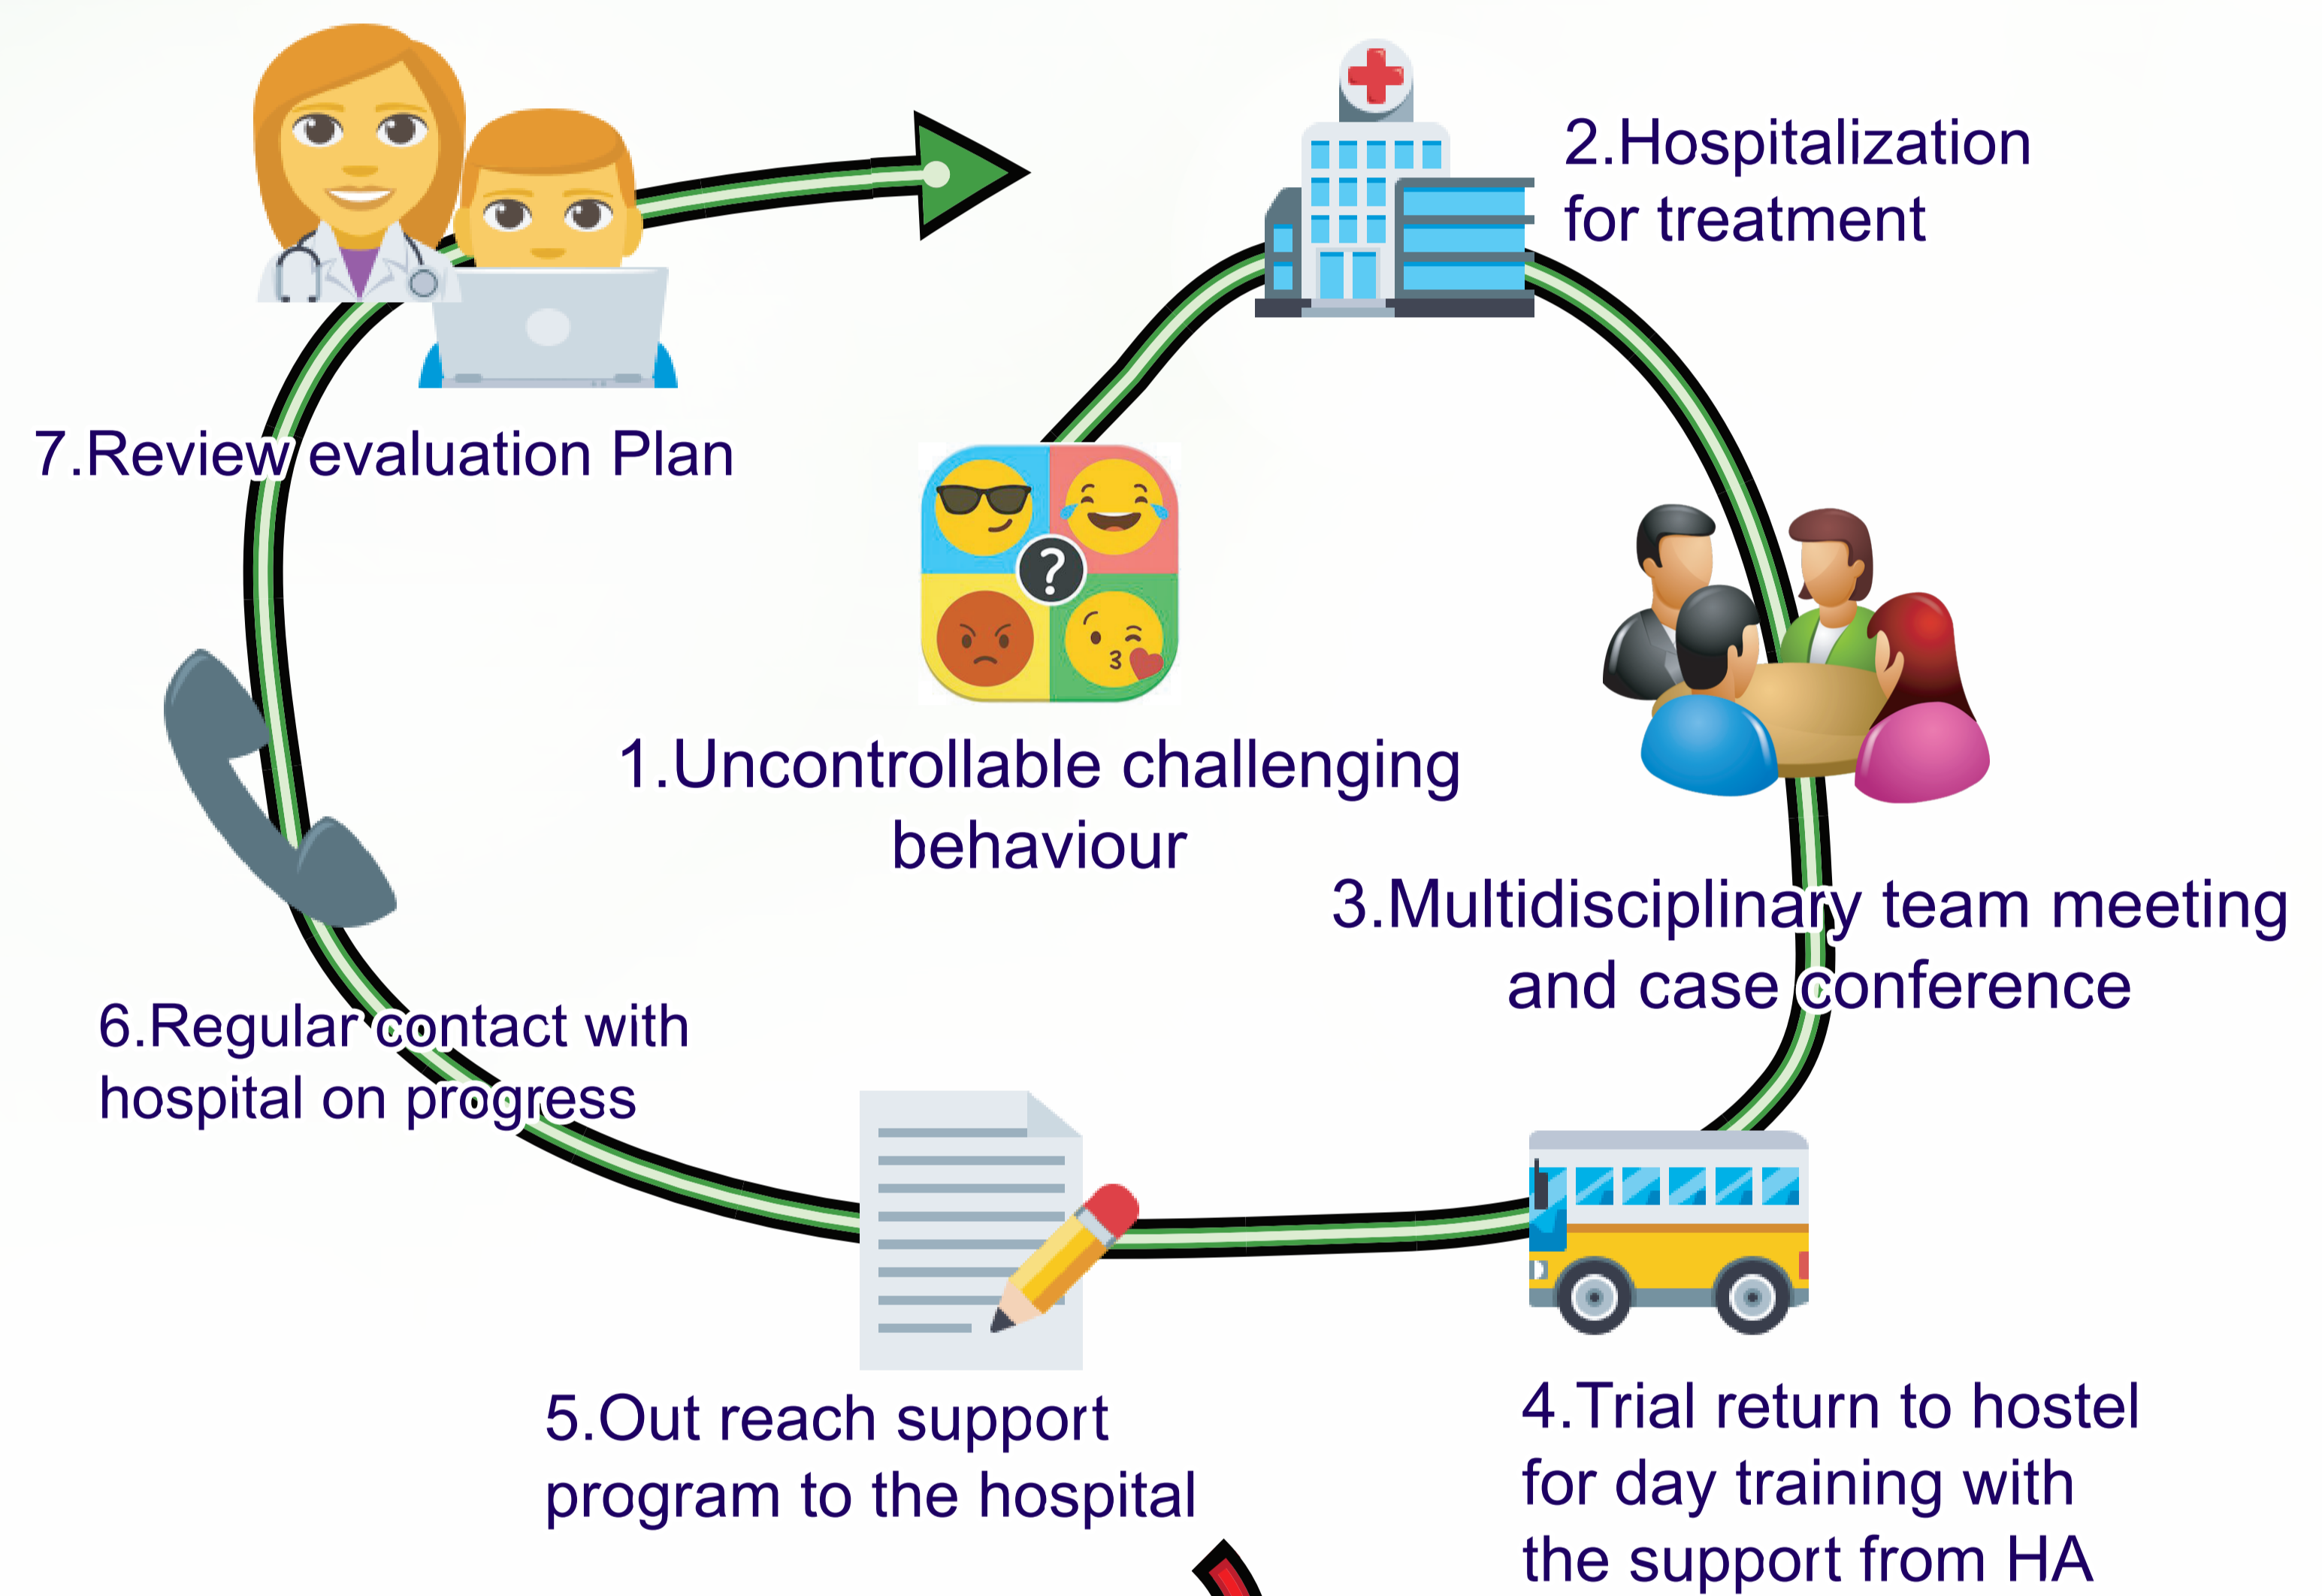 1.Uncontrollable challenging
behaviour
2.Hospitalization
for treatment
3.Multidisciplinary team meeting
and case conference
4.Trial return to hostel
for day training with
the support from HA
5.Out reach support
program to the hospital
6.Regular contact with
hospital on progress
7.Review evaluation Plan
?